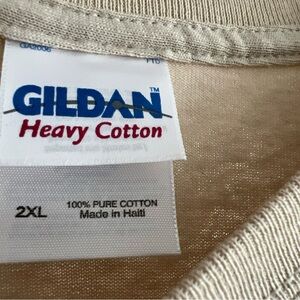 GILDAN™
Heavy Cotton
2XL
100% PURE COTTON
Made in Haiti